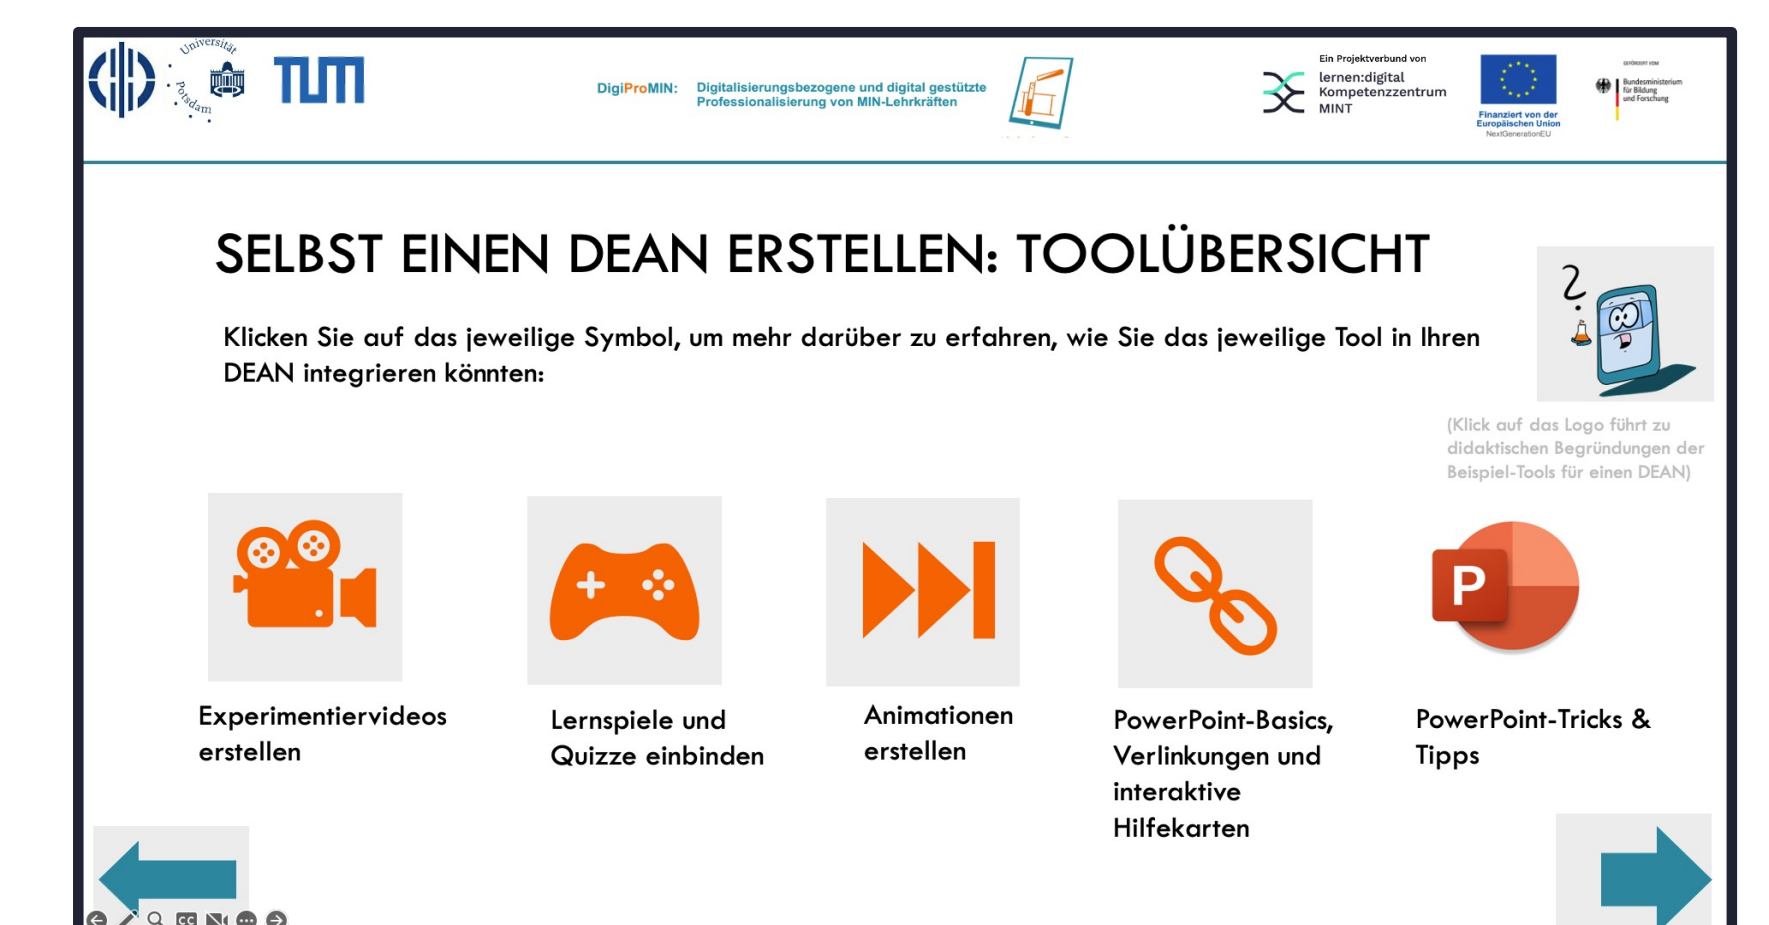 Universität
Potsdam
TUM
DigiProMIN: Digitalisierungsbezogene und digital gestützte
Professionalisierung von MIN-Lehrkräften
Ein Projektverbund von
lernen:digital
Kompetenzzentrum
MINT
Finanziert von der
Europäischen Union
NextGenerationEU
GEFÖRDERT VOM
Bundesministerium
für Bildung
und Forschung
SELBST EINEN DEAN ERSTELLEN: TOOLÜBERSICHT
Klicken Sie auf das jeweilige Symbol, um mehr darüber zu erfahren, wie Sie das jeweilige Tool in Ihren
DEAN integrieren könnten:
?
(Klick auf das Logo führt zu
didaktischen Begründungen der
Beispiel-Tools für einen DEAN)
P
Experimentiervideos
erstellen
Lernspiele und
Quizze einbinden
Animationen
erstellen
PowerPoint-Basics,
Verlinkungen und
interaktive
Hilfekarten
PowerPoint-Tricks &
Tipps
CC